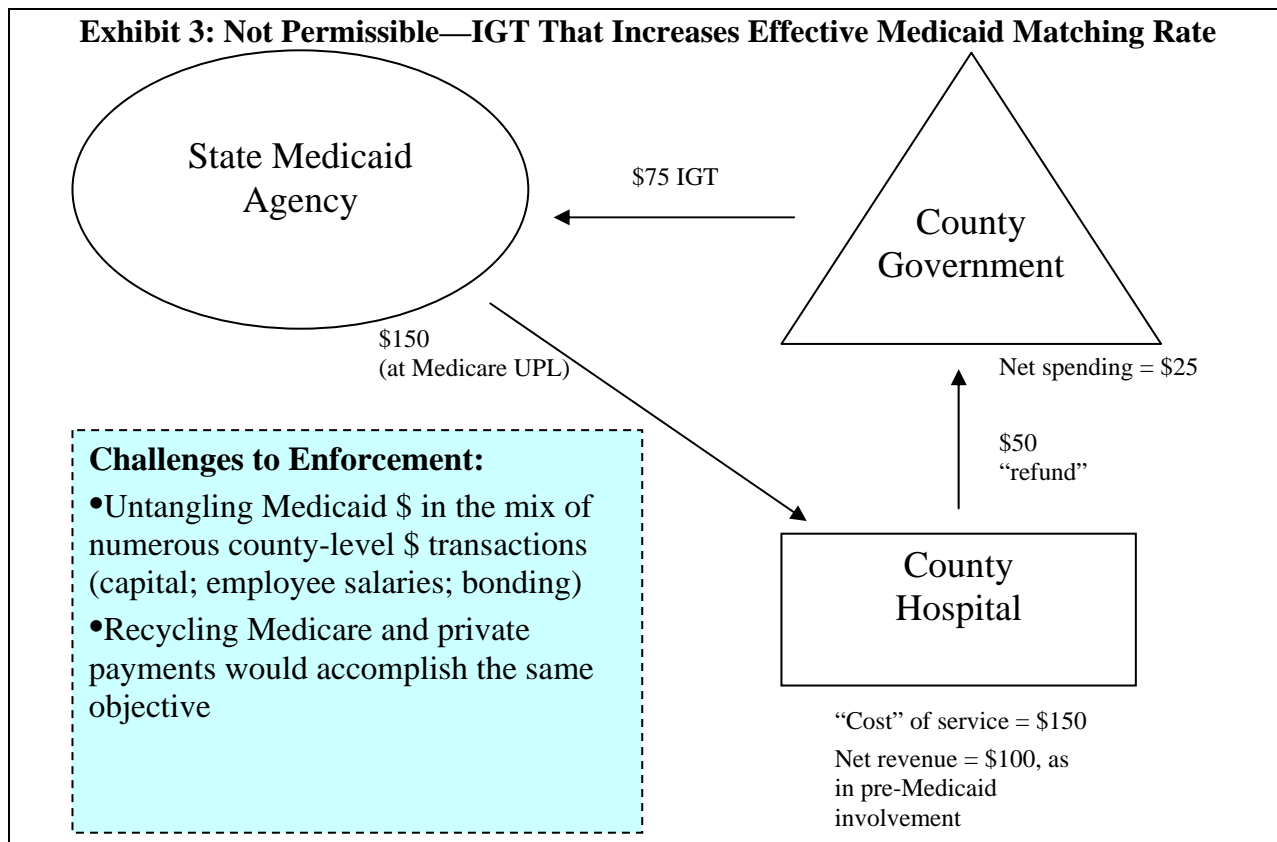 Exhibit 3: Not Permissible—IGT That Increases Effective Medicaid Matching Rate
State Medicaid
Agency
$75 IGT
County
Government
$150
(at Medicare UPL)
Net spending = $25
$50
“refund”
Challenges to Enforcement:
•Untangling Medicaid $ in the mix of
numerous county-level $ transactions
(capital; employee salaries; bonding)
•Recycling Medicare and private
payments would accomplish the same
objective
County
Hospital
“Cost” of service = $150
Net revenue = $100, as
in pre-Medicaid
involvement